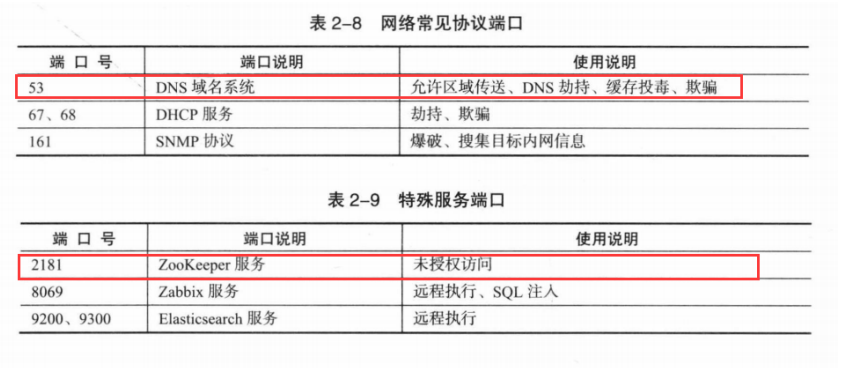 表 2-8 网络常见协议端口
端 口 号 端口说明 使用说明
53 DNS 域名系统 允许区域传送、DNS 劫持、缓存投毒、欺骗
67、68 DHCP 服务 劫持、欺骗
161 SNMP 协议 爆破、搜集目标内网信息
表 2-9 特殊服务端口
端 口 号 端口说明 使用说明
2181 ZooKeeper 服务 未授权访问
8069 Zabbix 服务 远程执行、SQL 注入
9200、9300 Elasticsearch 服务 远程执行